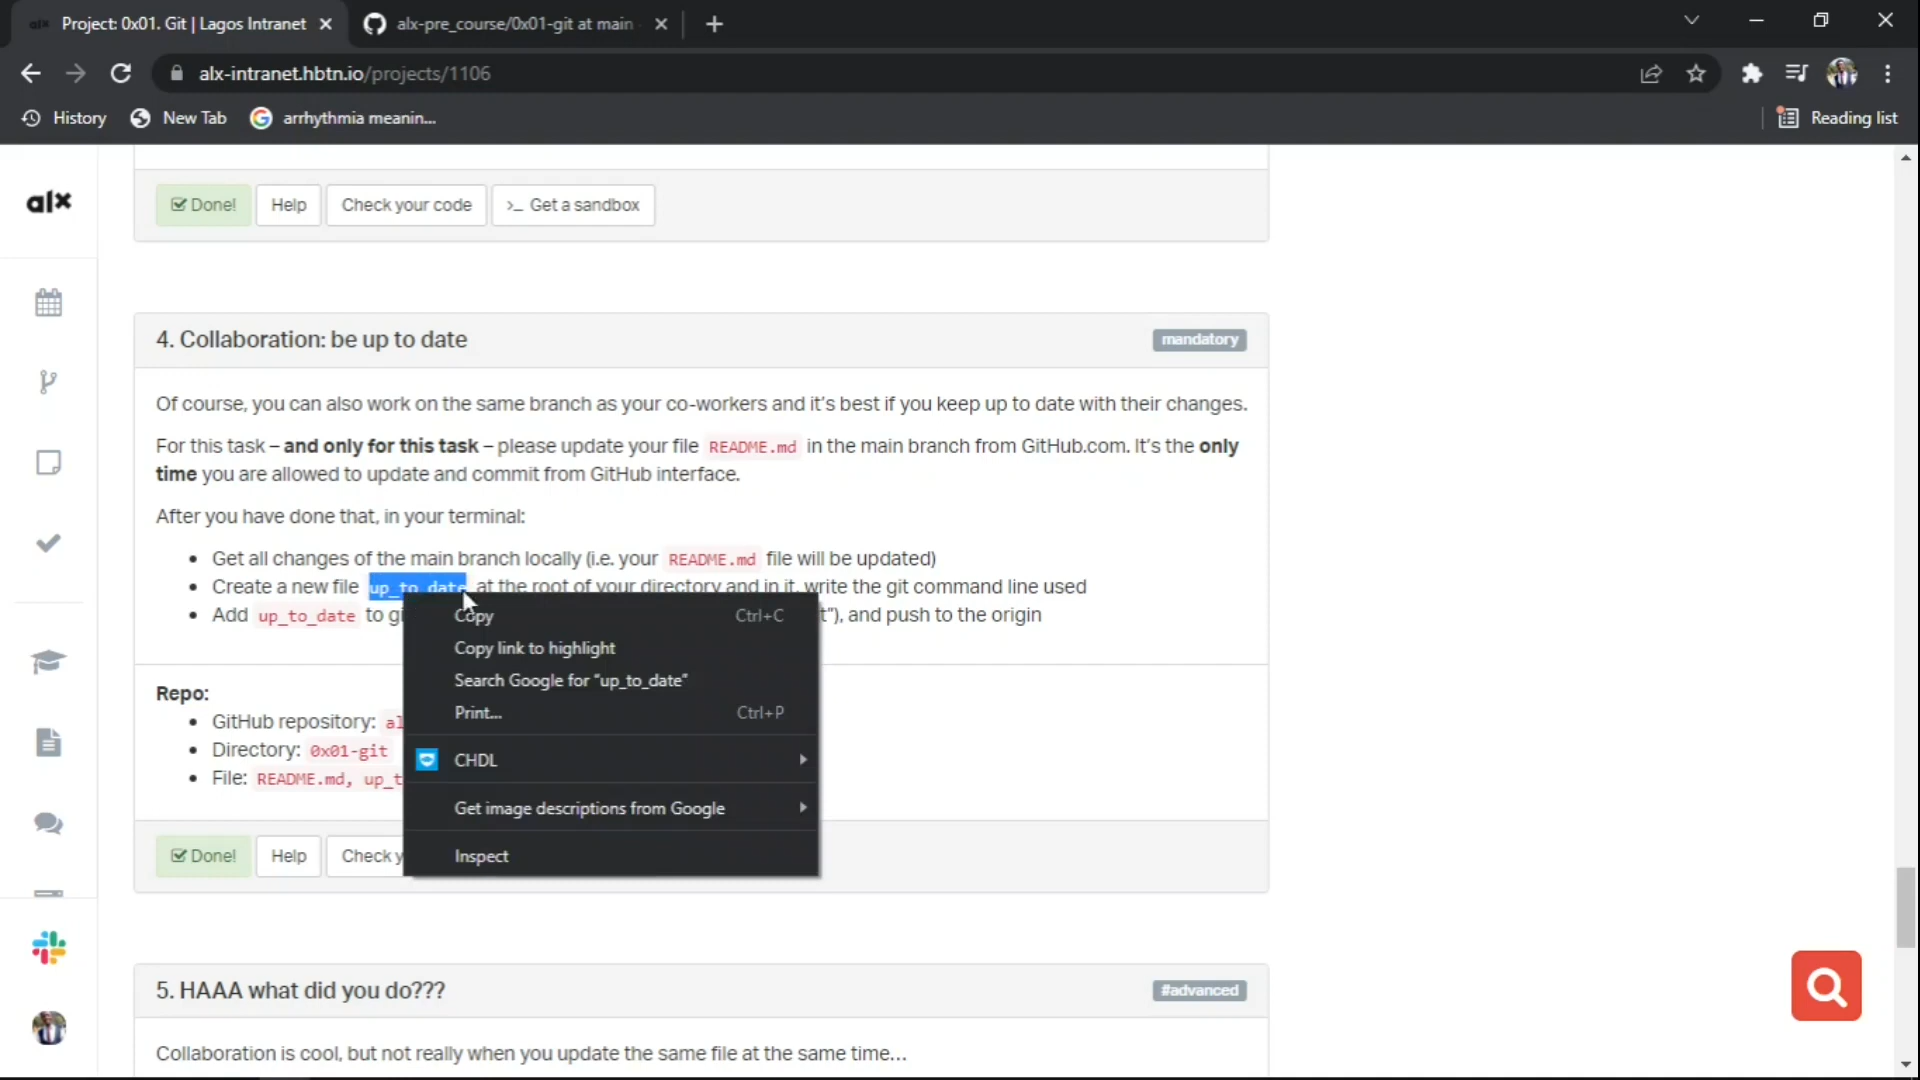 Project: 0x01. Git | Lagos Intranet
alx-pre_course/0x01-git at main
alx-intranet.hbtn.io/projects/1106
History
New Tab
arrhythmia meanin...
Reading list
alx
Done!
Help
Check your code
>_ Get a sandbox
4. Collaboration: be up to date
mandatory
Of course, you can also work on the same branch as your co-workers and it's best if you keep up to date with their changes.
For this task – and only for this task – please update your file README.md in the main branch from GitHub.com. It's the only
time you are allowed to update and commit from GitHub interface.
After you have done that, in your terminal:
Get all changes of the main branch locally (i.e. your README.md file will be updated)
Create a new file up_to_date at the root of your directory and in it, write the git command line used
Add up_to_date to gi
t"), and push to the origin
Copy Ctrl+C
Copy link to highlight
Search Google for "up_to_date"
Print... Ctrl+P
CHDL
Get image descriptions from Google
Inspect
Repo:
GitHub repository: al
Directory: 0x01-git
File: README.md, up_t
Done!
Help
Check y
5. HAAA what did you do???
#advanced
Collaboration is cool, but not really when you update the same file at the same time...